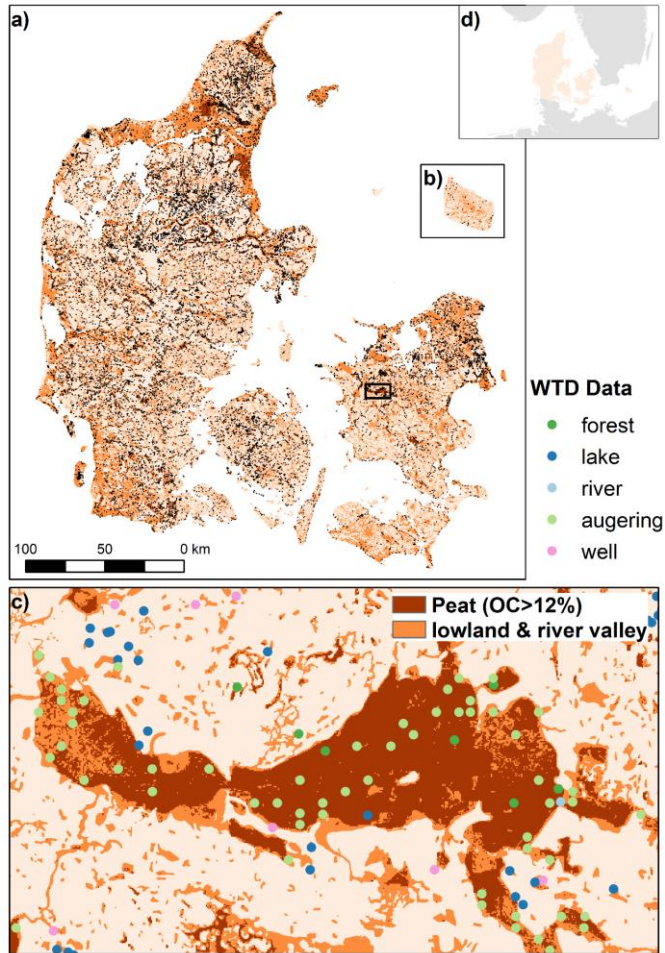 a)
d)
b)
WTD Data
forest
lake
river
augering
well
100 50 0 km
c)
Peat (OC>12%)
lowland & river valley